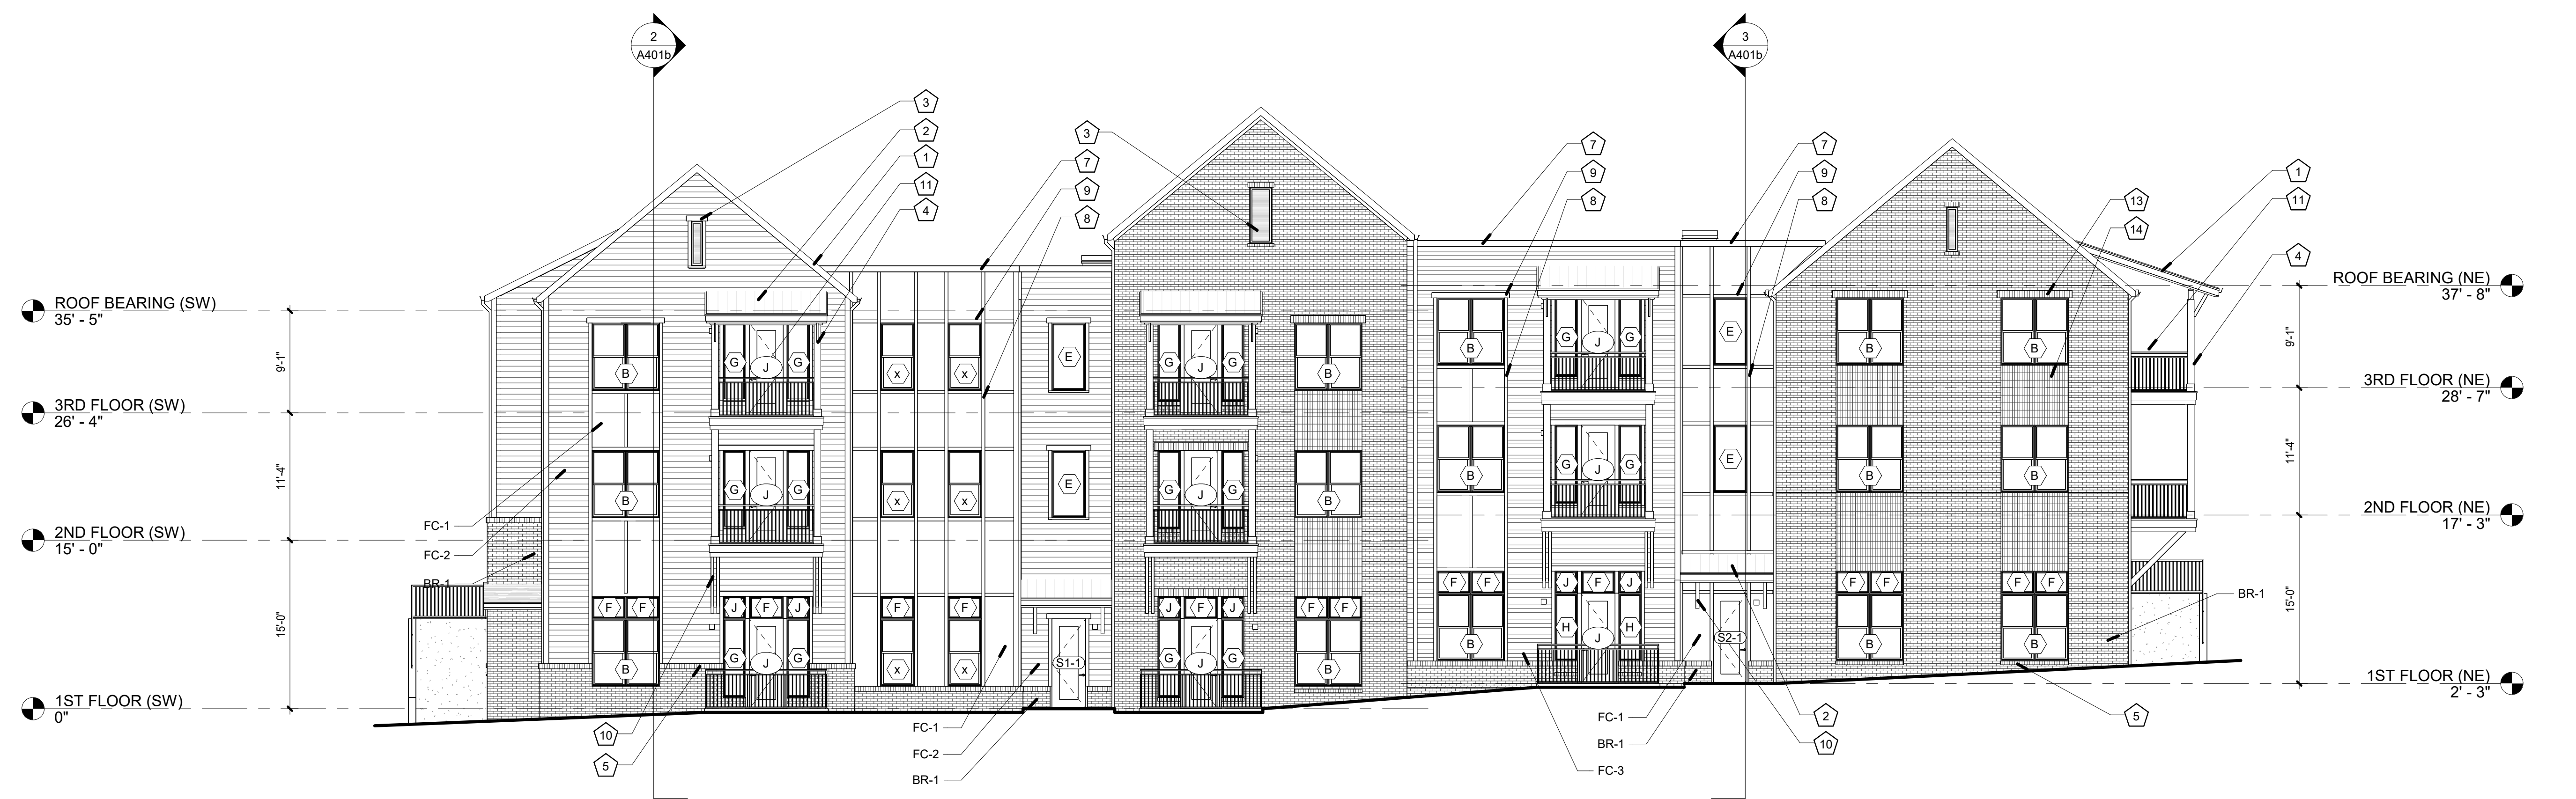 2
A401b
3
A401b
3
2
1
11
4
3
7
9
8
7
9
8
7
9
8
1
11
4
13
14
ROOF BEARING (SW)
35' - 5"
9'-1"
3RD FLOOR (SW)
26' - 4"
11'-4"
2ND FLOOR (SW)
15' - 0"
15'-0"
1ST FLOOR (SW)
0"
ROOF BEARING (NE)
37' - 8"
9'-1"
3RD FLOOR (NE)
28' - 7"
11'-4"
2ND FLOOR (NE)
17' - 3"
15'-0"
1ST FLOOR (NE)
2' - 3"
B
G
J
G
x
x
E
G
J
G
B
B
G
J
G
E
B
B
B
G
J
G
x
x
E
G
J
G
B
B
G
J
G
E
B
B
F
F
J
F
J
F
F
J
F
J
F
F
F
F
J
F
J
F
F
F
F
B
G
J
G
x
x
S1-1
G
J
G
B
B
H
J
H
S2-1
B
B
FC-1
FC-2
BR-1
BR-1
10
5
FC-1
FC-2
BR-1
FC-1
BR-1
FC-3
2
10
5